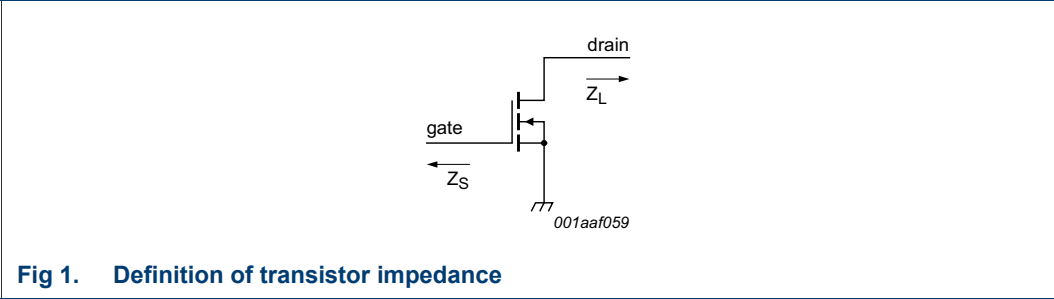 drain
Z_L
gate
Z_S
001aaf059
Fig 1. Definition of transistor impedance